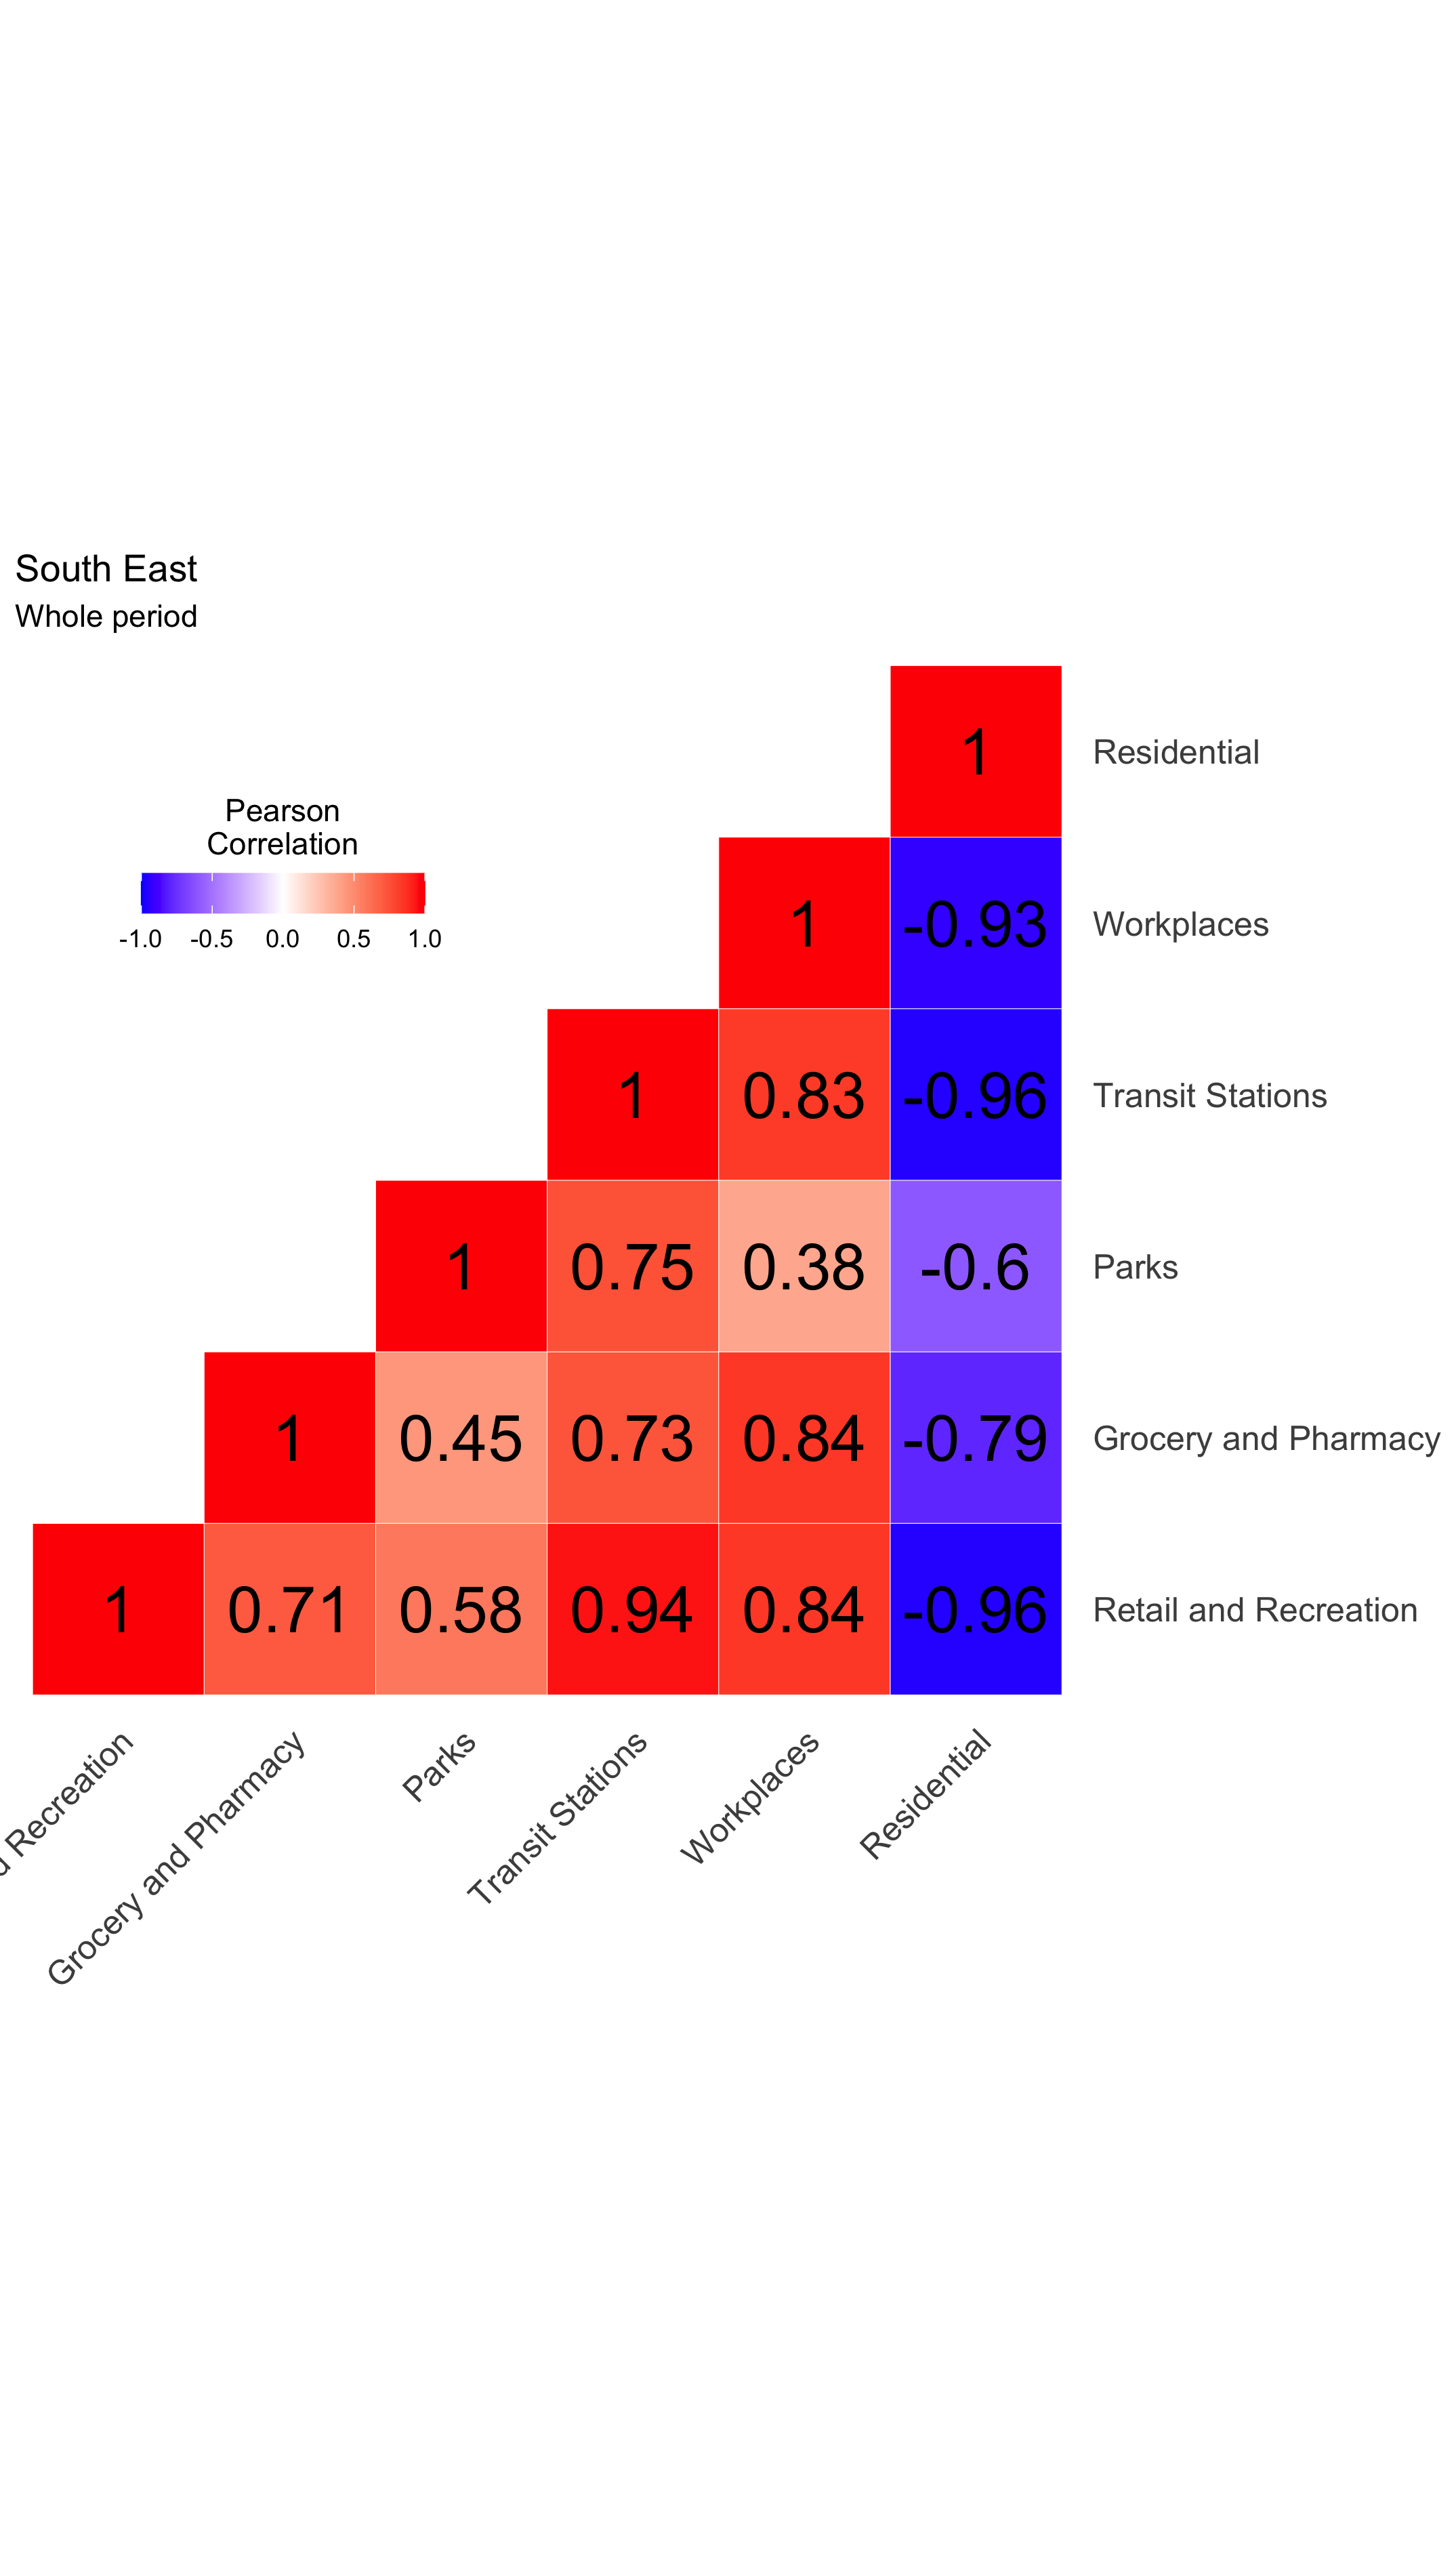 South East
Whole period
Pearson
Correlation
-1.0 -0.5 0.0 0.5 1.0
1 Residential
1 -0.93 Workplaces
1 0.83 -0.96 Transit Stations
1 0.75 0.38 -0.6 Parks
1 0.45 0.73 0.84 -0.79 Grocery and Pharmacy
1 0.71 0.58 0.94 0.84 -0.96 Retail and Recreation
Recreation
Grocery and Pharmacy
Parks
Transit Stations
Workplaces
Residential